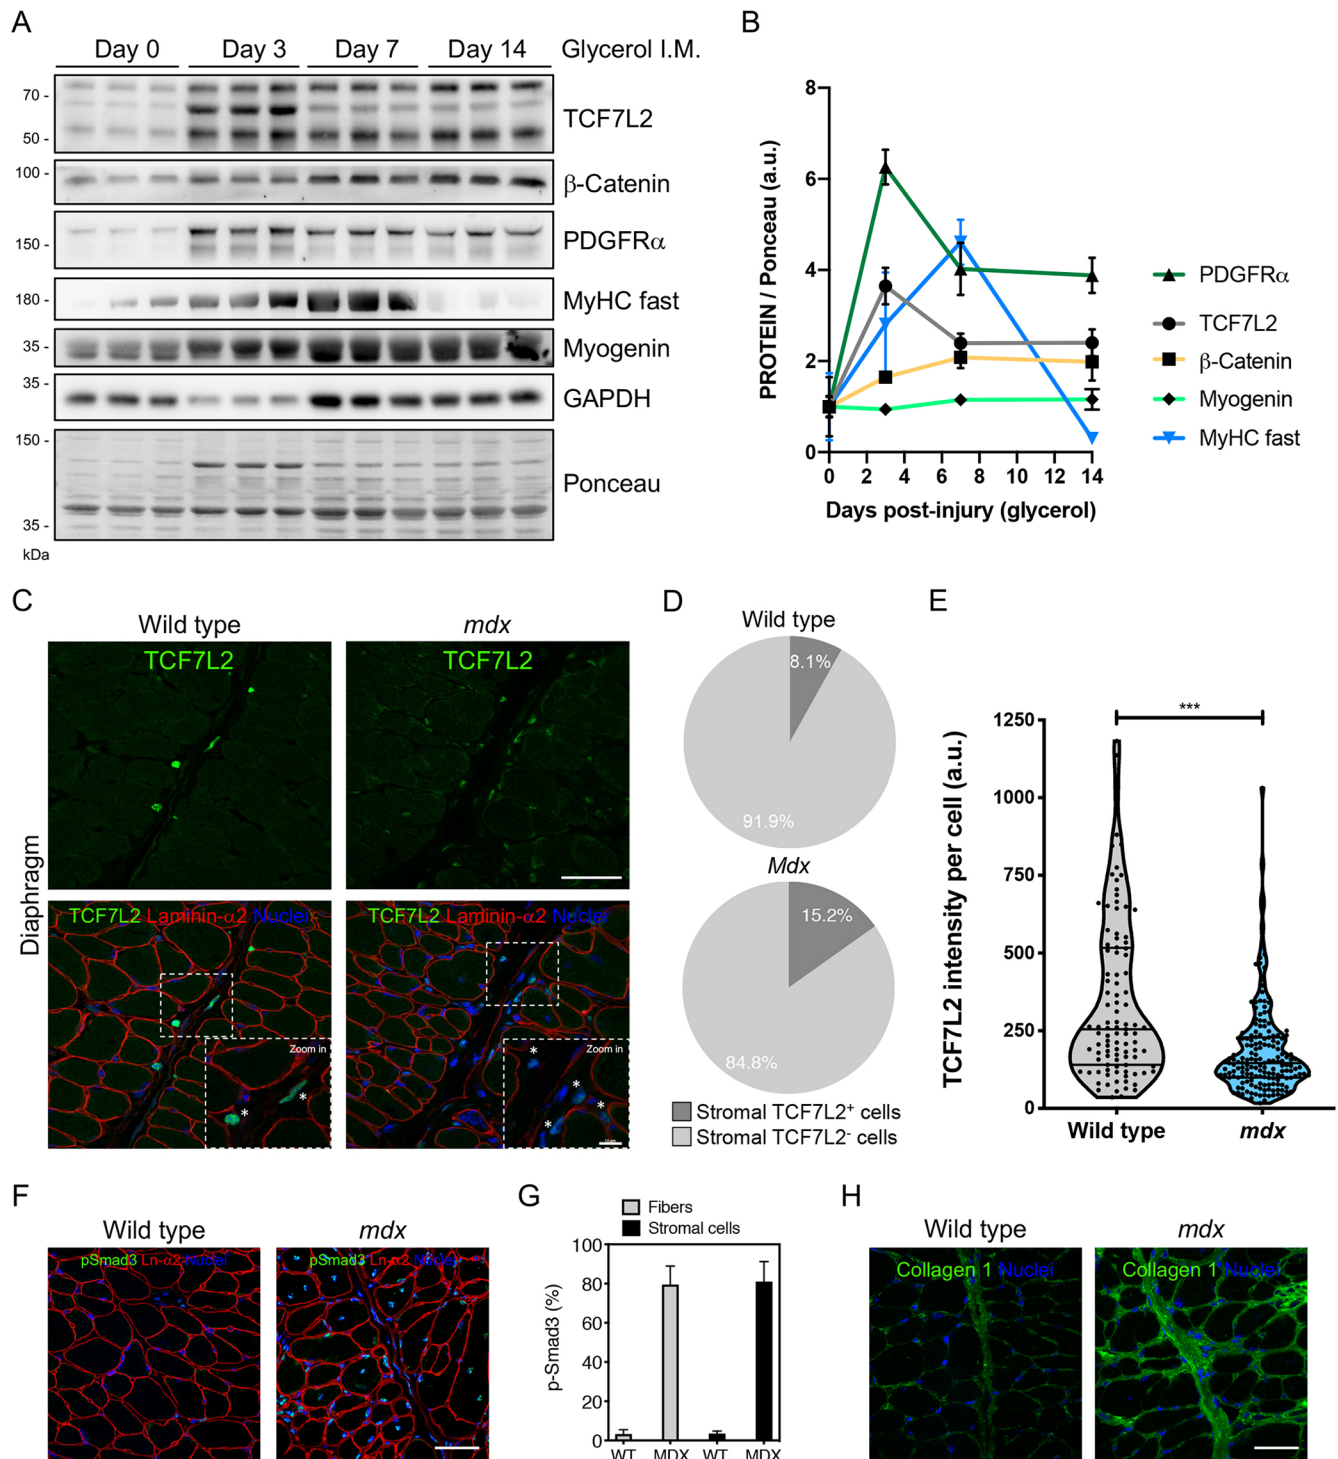 A
Day 0 Day 3 Day 7 Day 14 Glycerol I.M.
70 -
50 -
TCF7L2
100 -
β-Catenin
150 -
PDGFRα
180 -
MyHC fast
35 -
Myogenin
35 -
GAPDH
150 -
35 -
Ponceau
kDa
B
PROTEIN / Ponceau (a.u.)
8
6
4
2
0
0 2 4 6 8 10 12 14
Days post-injury (glycerol)
PDGFRα
TCF7L2
β-Catenin
Myogenin
MyHC fast
C
Wild type mdx
Diaphragm
TCF7L2 TCF7L2
TCF7L2 Laminin-α2 Nuclei TCF7L2 Laminin-α2 Nuclei
Zoom in Zoom in
* *
* * * *
D
Wild type
8.1%
91.9%
Mdx
15.2%
84.8%
Stromal TCF7L2⁺ cells
Stromal TCF7L2⁻ cells
E
TCF7L2 intensity per cell (a.u.)
***
1250
1000
750
500
250
0
Wild type mdx
F
Wild type mdx
pSmad3 Ln-α2 Nuclei pSmad3 Ln-α2 Nuclei
G
Fibers
Stromal cells
p-Smad3 (%)
100
80
60
40
20
0
WT MDX WT MDX
H
Wild type mdx
Collagen 1 Nuclei Collagen 1 Nuclei